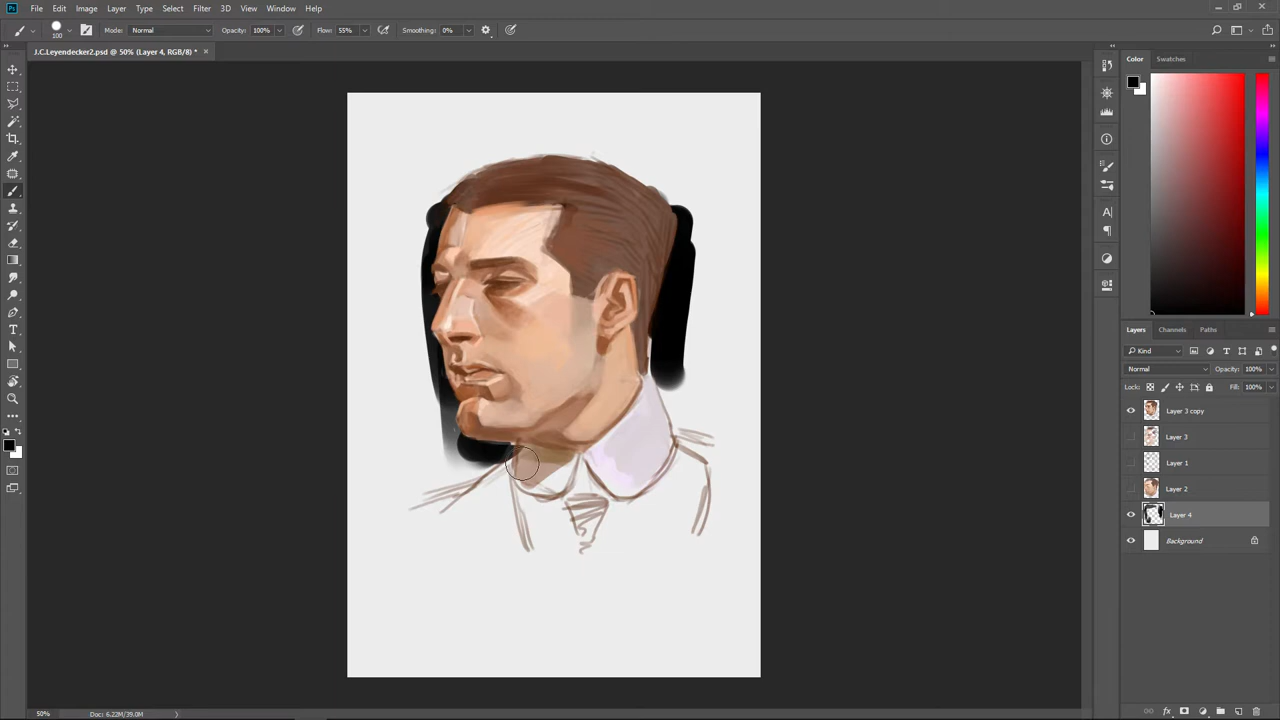 Ps File Edit Image Layer Type Select Filter 3D View Window Help
100 Mode: Normal Opacity: 100% Flow: 55% Smoothing: 0%
J.C.Leyendecker2.psd @ 50% (Layer 4, RGB/8) * ×
Color Swatches
Layers Channels Paths
Kind
Normal Opacity: 100%
Lock: Fill: 100%
Layer 3 copy
Layer 3
Layer 1
Layer 2
Layer 4
Background
50% Doc: 6.22M/39.0M